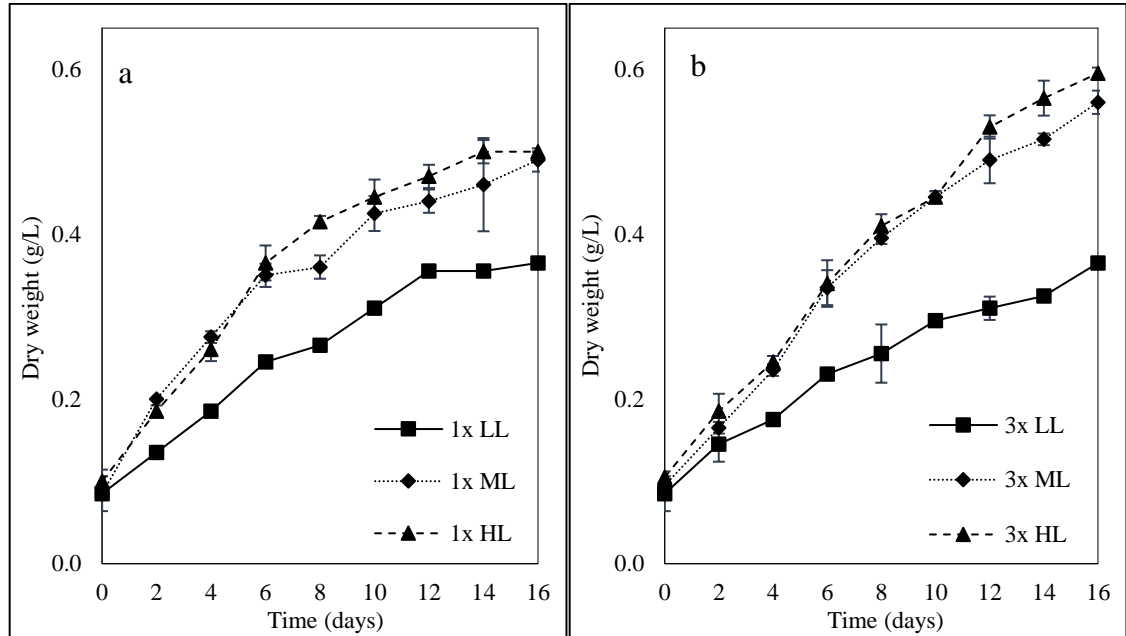 a
Dry weight (g/L)
0.6
0.4
0.2
0.0
1x LL
1x ML
1x HL
0 2 4 6 8 10 12 14 16
Time (days)
b
Dry weight (g/L)
0.6
0.4
0.2
0.0
3x LL
3x ML
3x HL
0 2 4 6 8 10 12 14 16
Time (days)